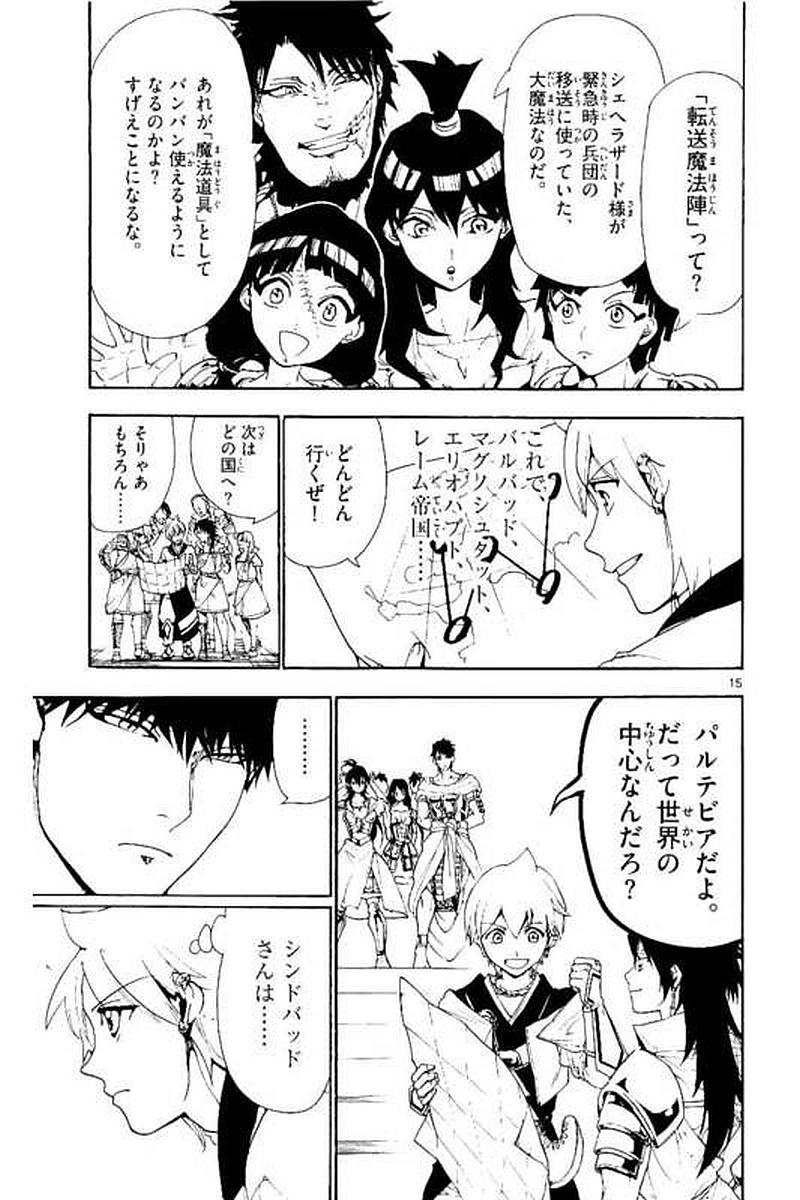 「転送魔法陣」って?
シェヘラザード様が
緊急時の兵団の
移送に使っていた、
大魔法なのだ。
あれが「魔法道具」として
バンバン使えるように
なるのかよ?
すげえことになるな。
これで、
バルバッド、
マグノシュタット、
エリオハプト、
レーム帝国……
どんどん
行くぜ!
次は
どの国へ?
そりゃあ
もちろん……
15
パルテビアだよ。
だって世界の
中心なんだろ?
………
シンドバッド
さんは……